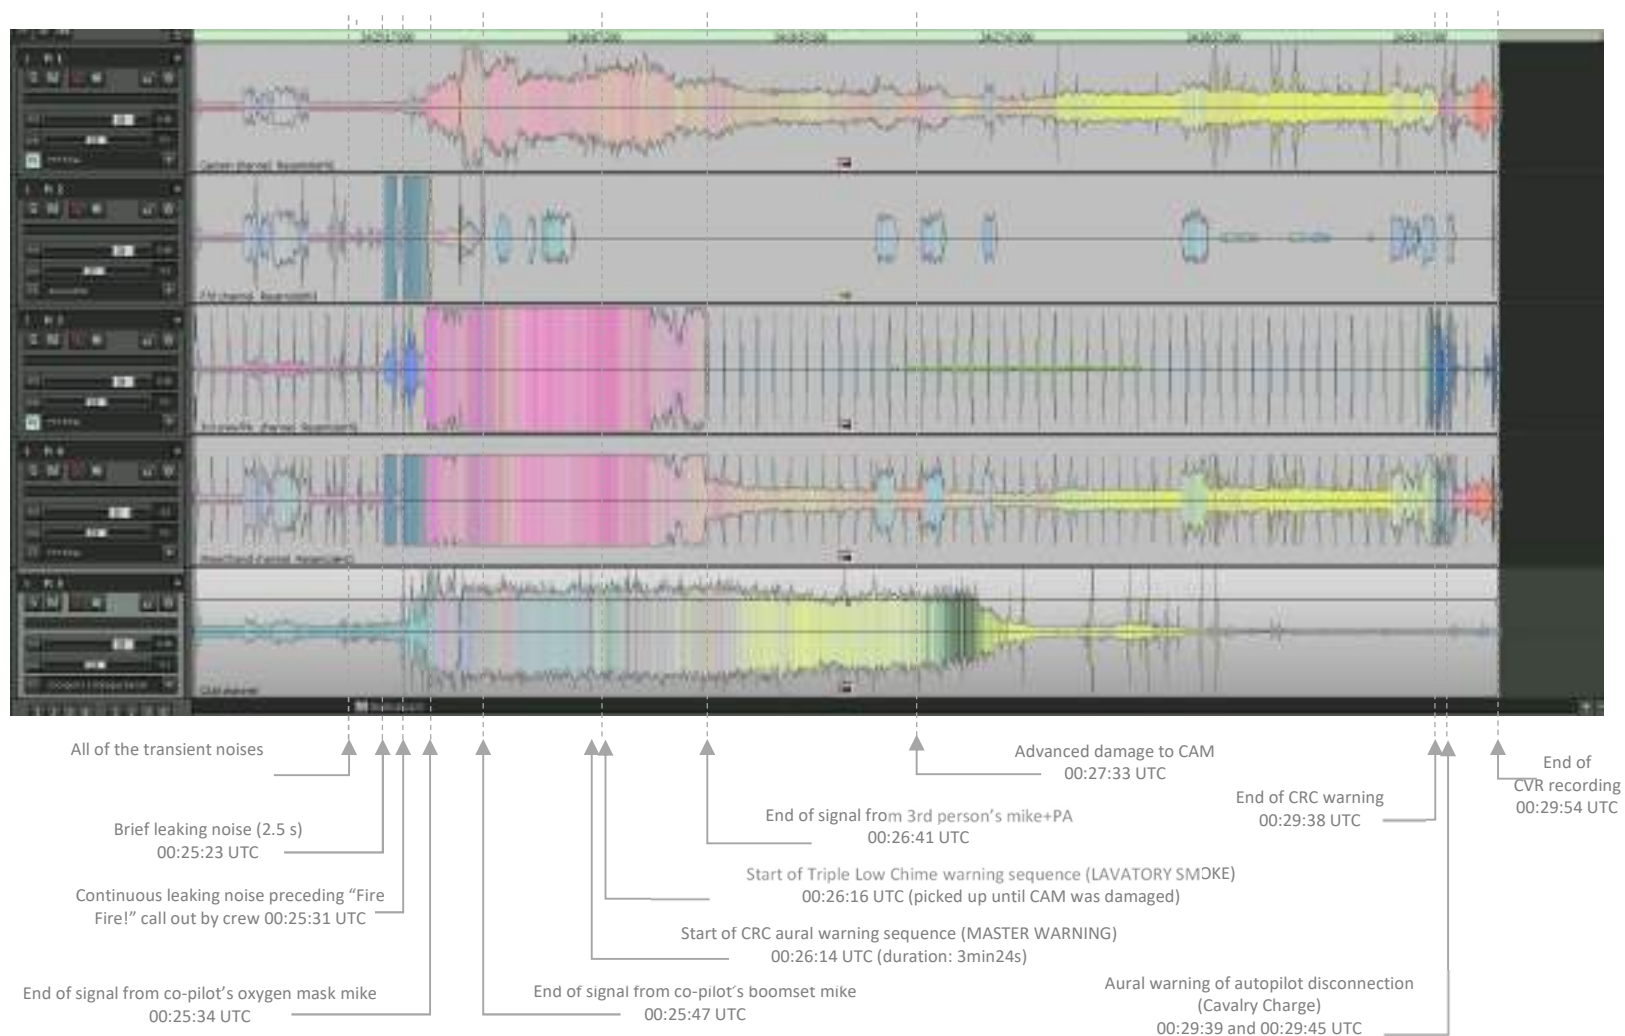 All of the transient noises
Brief leaking noise (2.5 s)
00:25:23 UTC
Continuous leaking noise preceding “Fire
Fire!” call out by crew 00:25:31 UTC
End of signal from co-pilot’s oxygen mask mike
00:25:34 UTC
End of signal from co-pilot’s boomset mike
00:25:47 UTC
Start of CRC aural warning sequence (MASTER WARNING)
00:26:14 UTC (duration: 3min24s)
Start of Triple Low Chime warning sequence (LAVATORY SMOKE)
00:26:16 UTC (picked up until CAM was damaged)
End of signal from 3rd person’s mike+PA
00:26:41 UTC
Advanced damage to CAM
00:27:33 UTC
End of CRC warning
00:29:38 UTC
Aural warning of autopilot disconnection
(Cavalry Charge)
00:29:39 and 00:29:45 UTC
End of
CVR recording
00:29:54 UTC